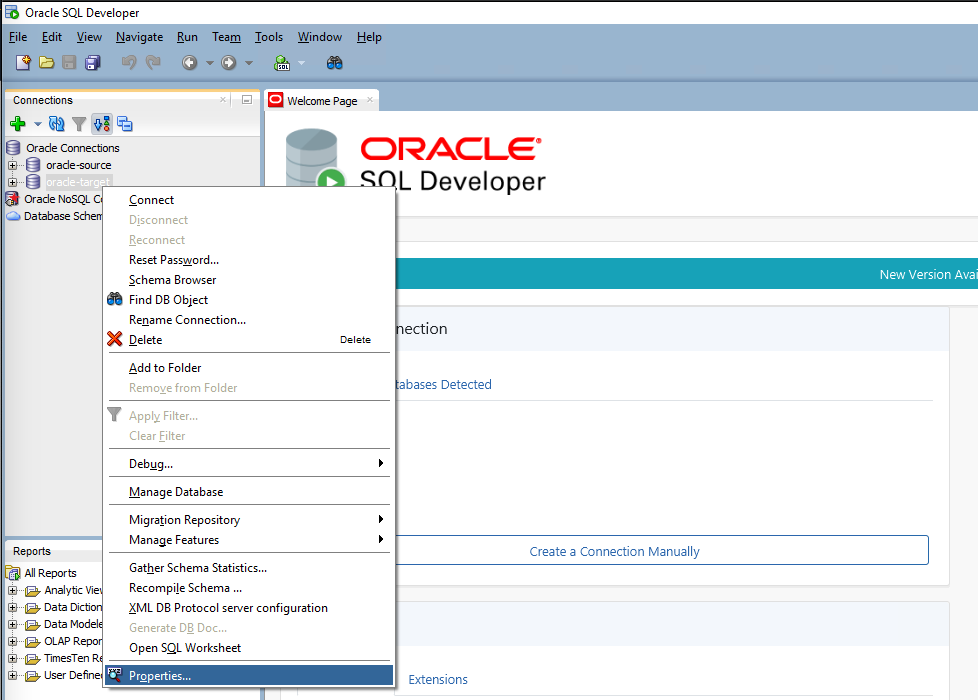 Oracle SQL Developer
File Edit View Navigate Run Team Tools Window Help
SQL
Connections
Welcome Page
Oracle Connections
oracle-source
oracle-target
Oracle NoSQL Co
Database Schem
ORACLE
SQL Developer
Connect
Disconnect
Reconnect
Reset Password...
Schema Browser
Find DB Object
Rename Connection...
Delete Delete
Add to Folder
Remove from Folder
Apply Filter...
Clear Filter
Debug...
Manage Database
Migration Repository
Manage Features
Gather Schema Statistics...
Recompile Schema ...
XML DB Protocol server configuration
Generate DB Doc...
Open SQL Worksheet
Properties...
New Version Avai
nection
tabases Detected
Create a Connection Manually
Extensions
Reports
All Reports
Analytic Vie
Data Diction
Data Modele
OLAP Repor
TimesTen Re
User Define